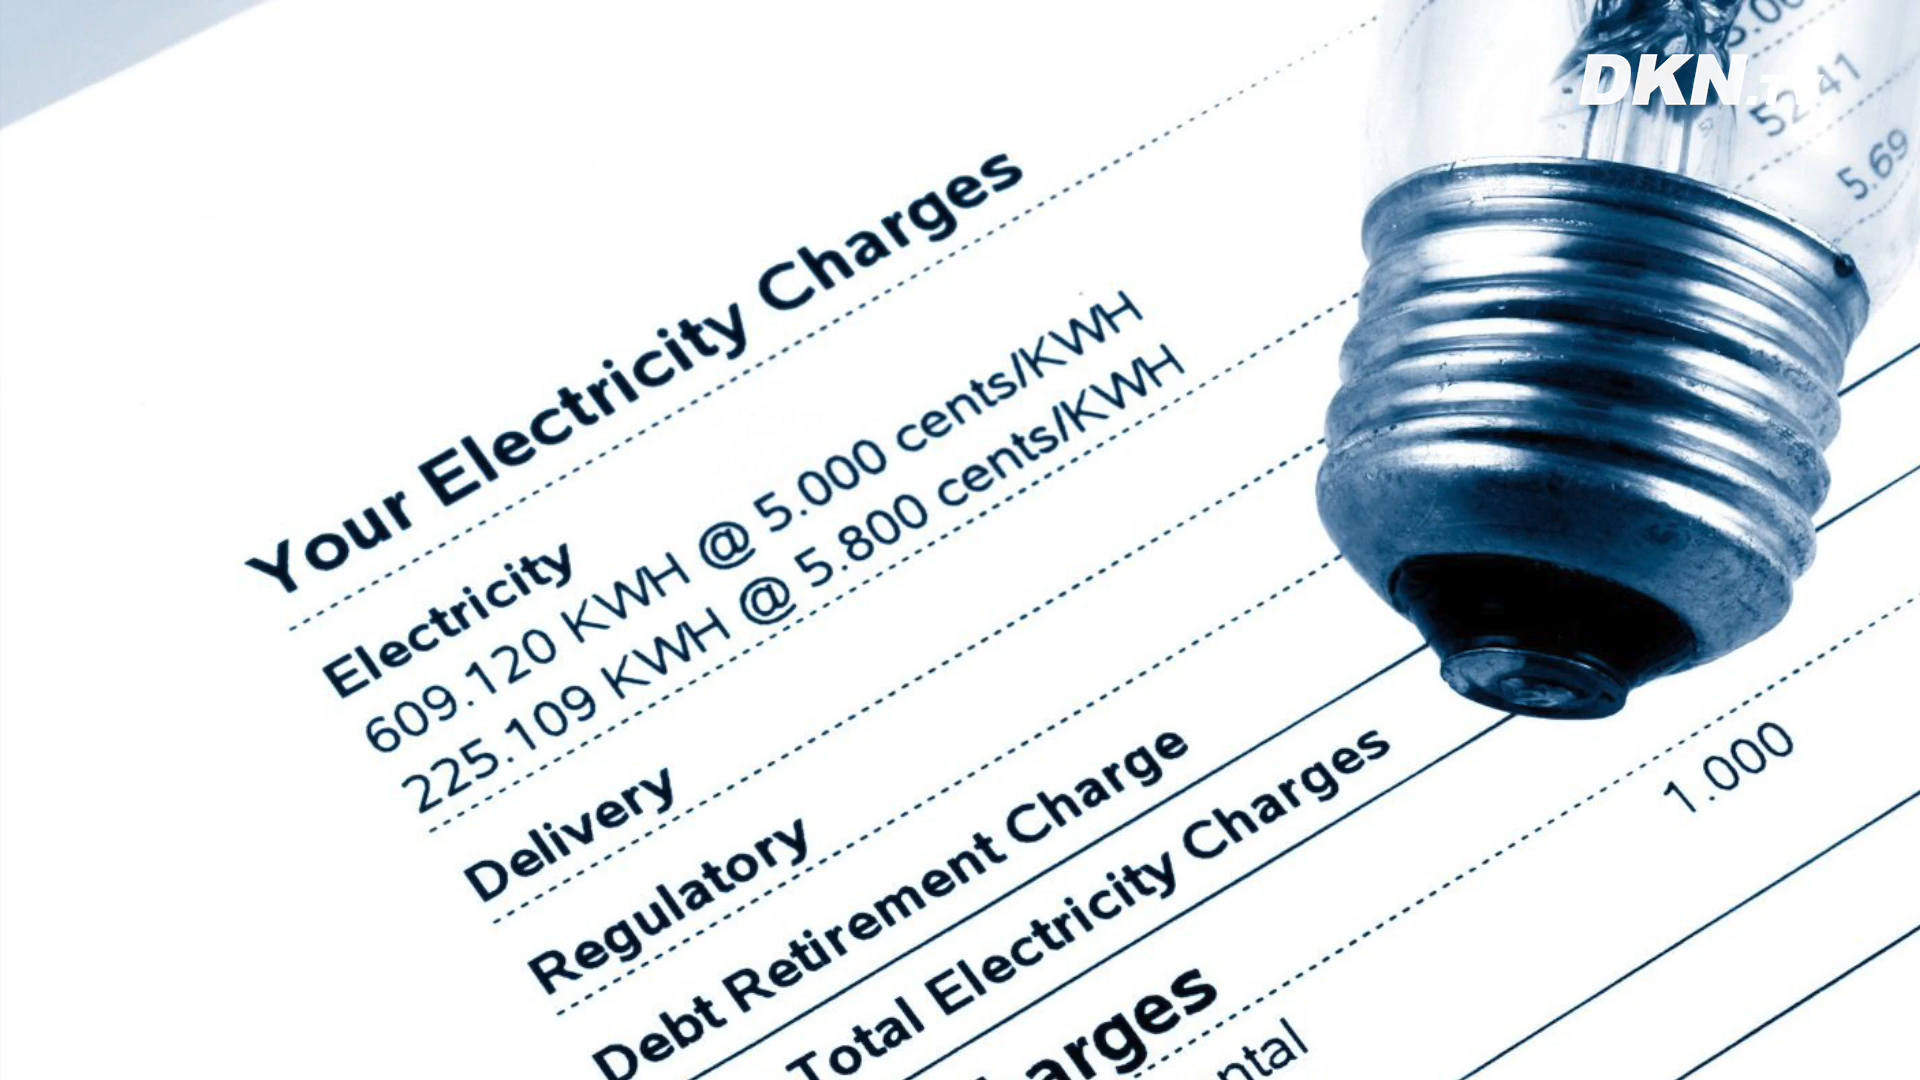 DKN.TV
52.41
5.69
Your Electricity Charges
Electricity
609.120 KWH @ 5.000 cents/KWH
225.109 KWH @ 5.800 cents/KWH
Delivery
Regulatory
Debt Retirement Charge
Total Electricity Charges
1.000